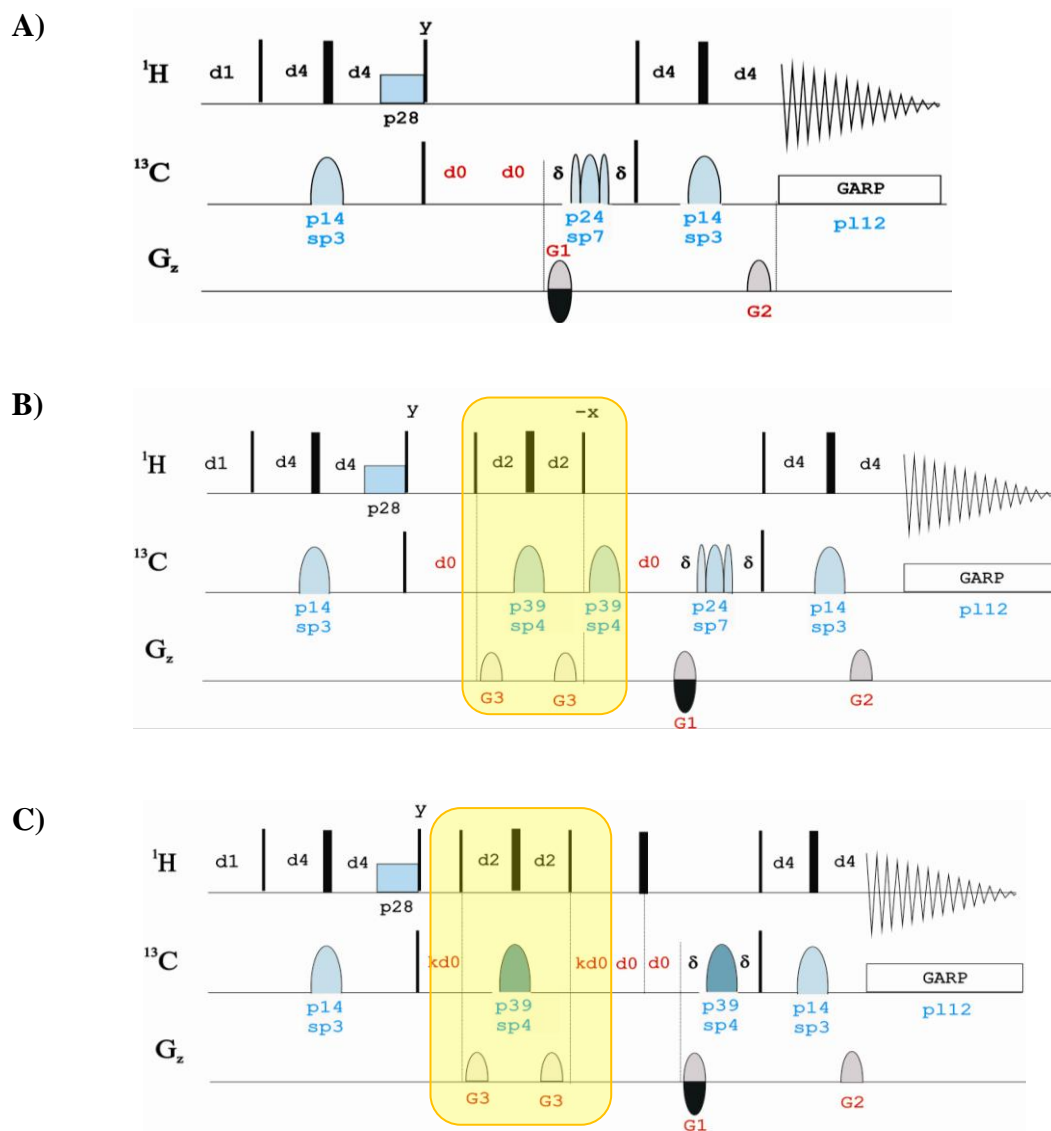 A)
y
¹H d1 d4 d4 d4 d4
p28
¹³C d0 d0 δ δ GARP
p14 p24 p14 pl12
sp3 sp7 sp3
G1
Gz
G2
B)
y -x
¹H d1 d4 d4 d2 d2 d4 d4
p28
¹³C d0 d0 δ δ GARP
p14 p39 p39 p24 p14 pl12
sp3 sp4 sp4 sp7 sp3
Gz
G3 G3 G2
G1
C)
y
¹H d1 d4 d4 d2 d2 d4 d4
p28
¹³C kd0 kd0 d0 d0 δ δ GARP
p14 p39 p39 p14 pl12
sp3 sp4 sp4 sp3
Gz
G3 G3 G2
G1